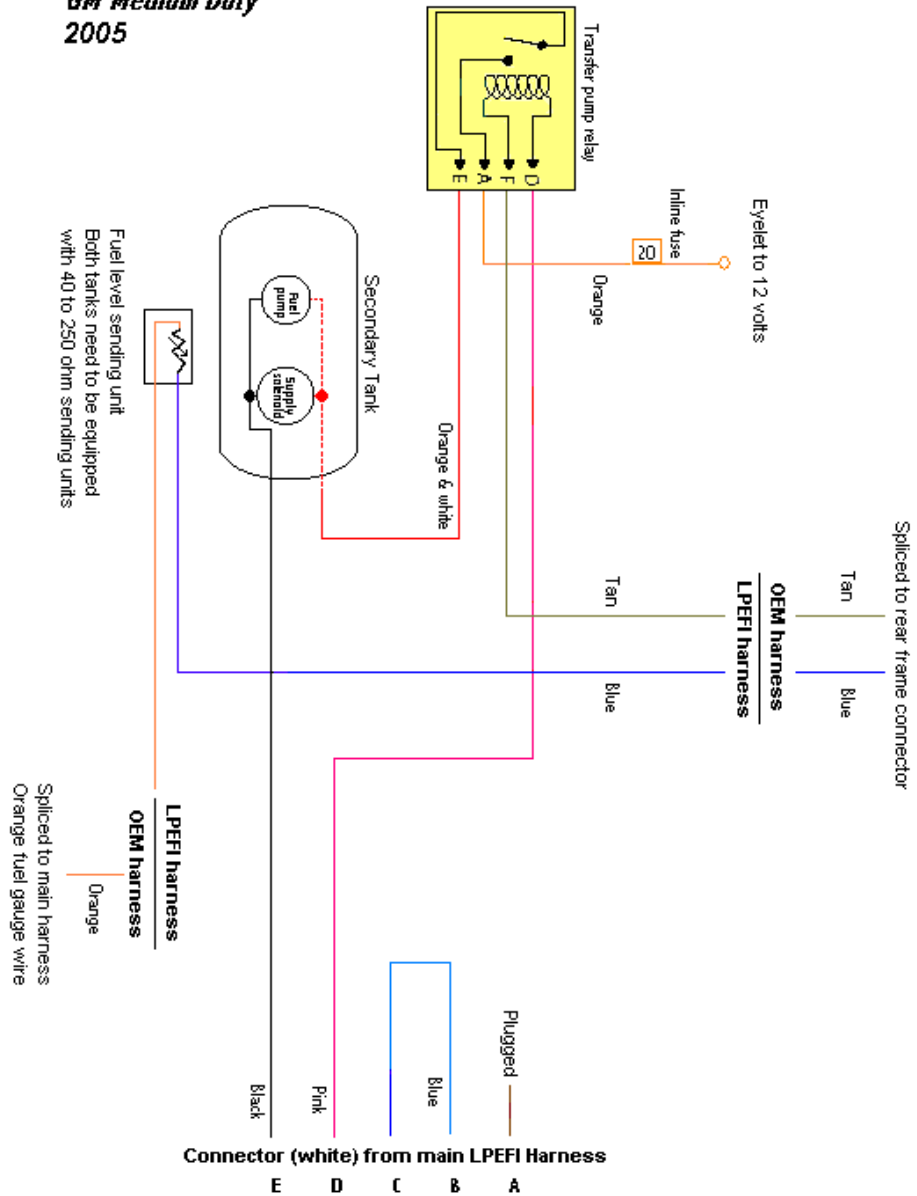 GM Medium Duty
2005
Transfer pump relay
E
A
F
D
Inline fuse
20
Orange
Eyelet to 12 volts
Secondary Tank
Fuel
pump
Supply
solenoid
Orange & white
Fuel level sending unit
Both tanks need to be equipped
with 40 to 250 ohm sending units
Spliced to rear frame connector
Tan
Blue
OEM harness
LPEFI harness
Tan
Blue
LPEFI harness
OEM harness
Orange
Spliced to main harness
Orange fuel gauge wire
Plugged
Blue
Pink
Black
Connector (white) from main LPEFI Harness
E D C B A